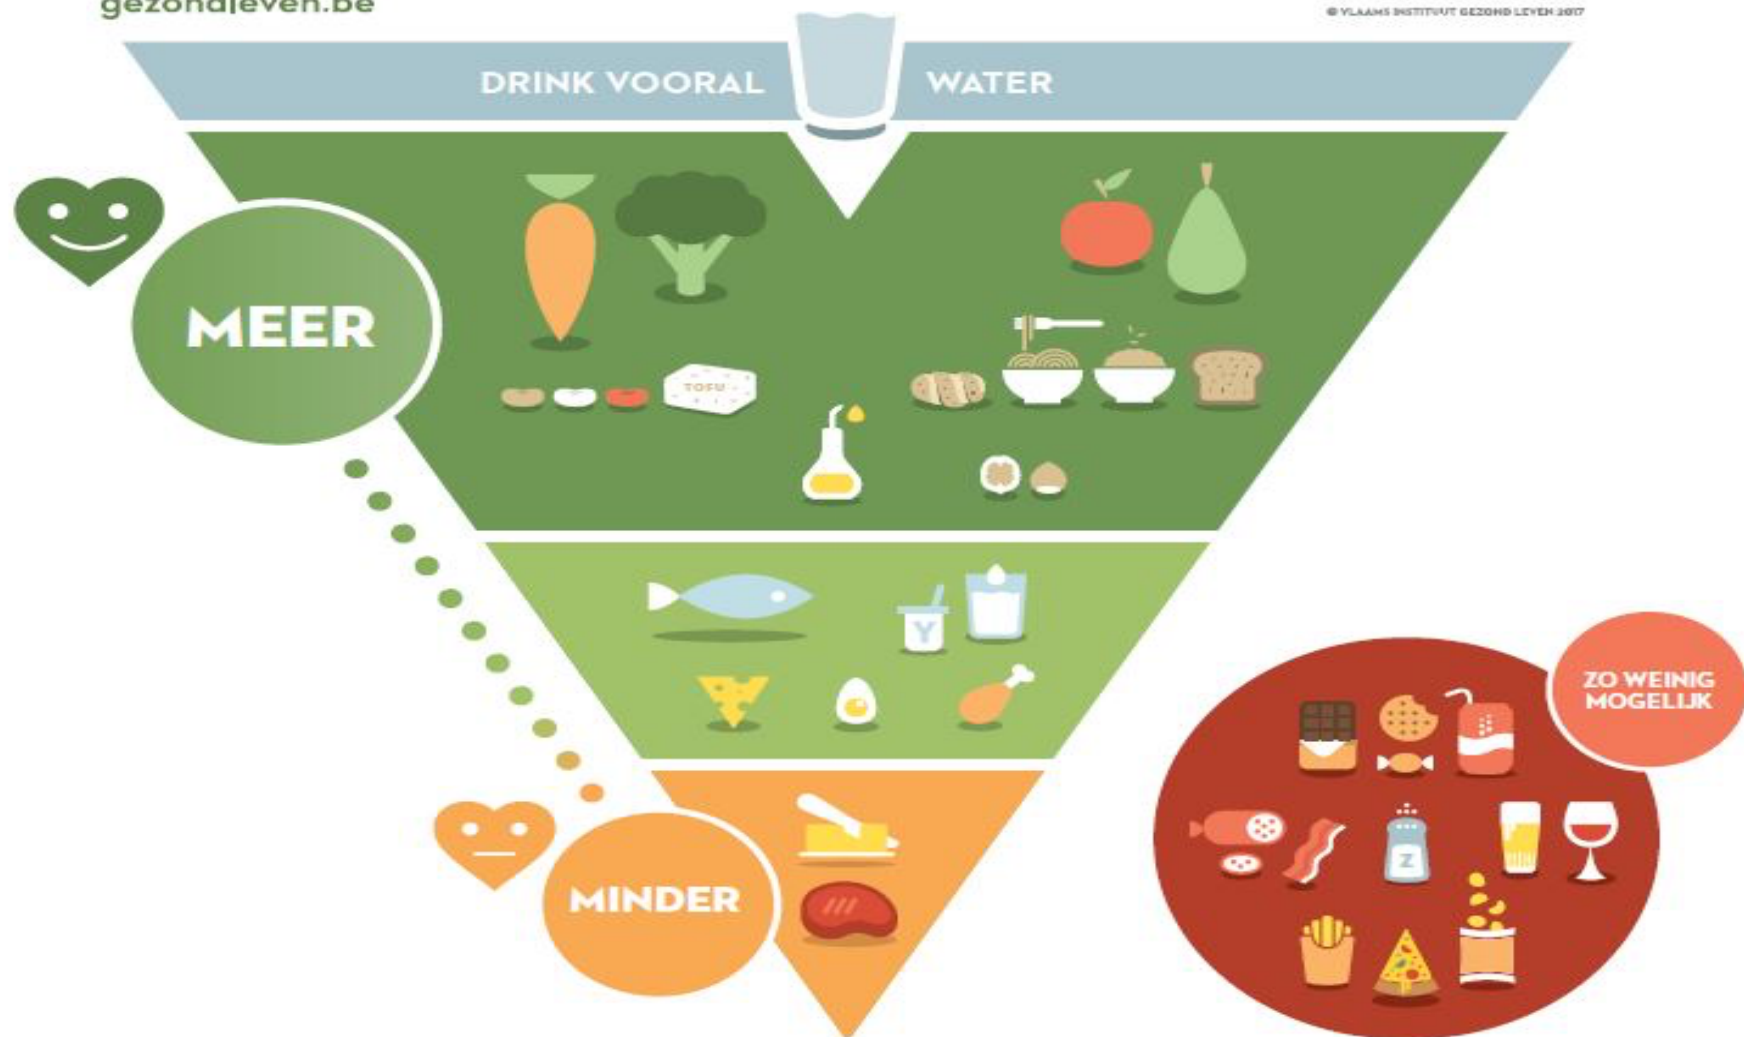 gezondleven.be
© VLAAMS INSTITUUT GEZOND LEVEN 2017
DRINK VOORAL WATER
MEER
TOFU
Y
ZO WEINIG
MOGELIJK
Z
MINDER